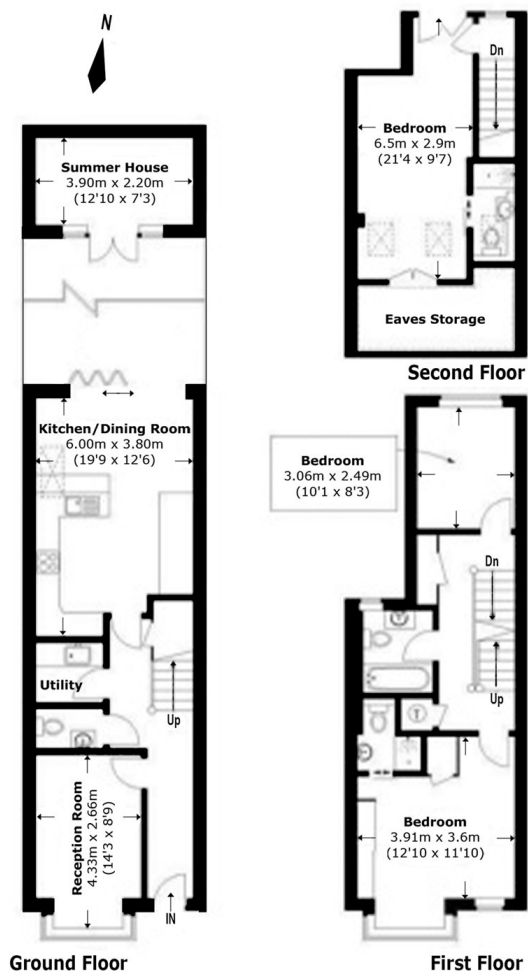 N
Summer House
3.90m x 2.20m
(12'10 x 7'3)
Kitchen/Dining Room
6.00m x 3.80m
(19'9 x 12'6)
Utility
Up
Reception Room
4.33m x 2.66m
(14'3 x 8'9)
IN
Ground Floor
Dn
Bedroom
6.5m x 2.9m
(21'4 x 9'7)
Eaves Storage
Second Floor
Bedroom
3.06m x 2.49m
(10'1 x 8'3)
Dn
Up
T
Bedroom
3.91m x 3.6m
(12'10 x 11'10)
First Floor